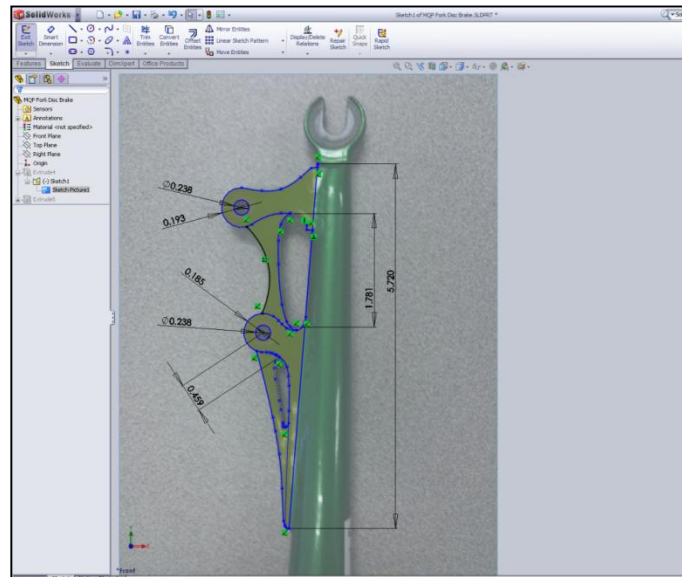 SolidWorks
Sketch1 of MQP Fork Disc Brake.SLDPRT *
Exit Sketch
Smart Dimension
Trim Entities
Convert Entities
Offset Entities
Mirror Entities
Linear Sketch Pattern
Move Entities
Display/Delete Relations
Repair Sketch
Quick Snaps
Rapid Sketch
Features Sketch Evaluate DimXpert Office Products
MQP Fork Disc Brake
Sensors
Annotations
Material <not specified>
Front Plane
Top Plane
Right Plane
Origin
Extrude4
(-) Sketch1
Sketch Picture1
Extrude5
Ø0.238
0.193
0.185
Ø0.238
0.459
1.781
5.720
*Front